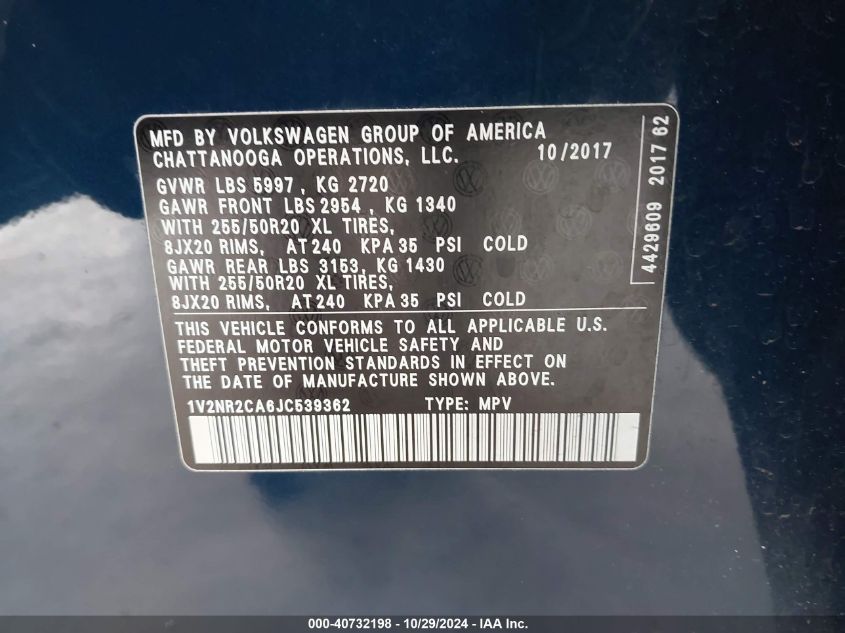 MFD BY VOLKSWAGEN GROUP OF AMERICA
CHATTANOOGA OPERATIONS, LLC. 10/2017
GVWR LBS 5997, KG 2720
GAWR FRONT LBS 2954, KG 1340
WITH 255/50R20 XL TIRES,
8JX20 RIMS, AT 240 KPA 35 PSI COLD
GAWR REAR LBS 3153, KG 1430
WITH 255/50R20 XL TIRES,
8JX20 RIMS, AT 240 KPA 35 PSI COLD
THIS VEHICLE CONFORMS TO ALL APPLICABLE U.S.
FEDERAL MOTOR VEHICLE SAFETY AND
THEFT PREVENTION STANDARDS IN EFFECT ON
THE DATE OF MANUFACTURE SHOWN ABOVE.
1V2NR2CA6JC539362 TYPE: MPV
4429609 2017 62
000-40732198 - 10/29/2024 - IAA Inc.